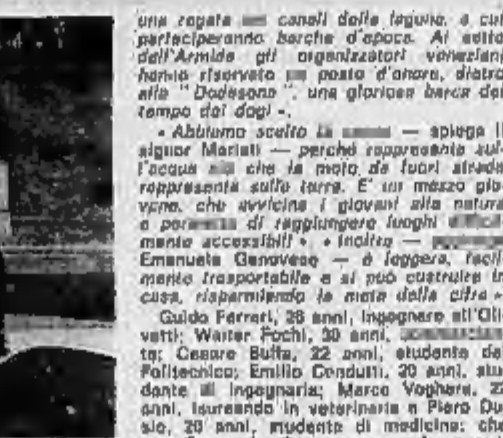 una regata nei canali della laguna, a cui
parteciperanno barche d'epoca. Al sette
dell'Armida gli organizzatori veneziani
hanno riservato un posto d'onore, dietro
alla "Dodesona", una gloriosa barca del
tempo dei dogi ».
« Abbiamo scelto la — spiega il
signor Mariati — perché rappresenta sul-
l'acqua ciò che la moto da fuori strada
rappresenta sulla terra. E' un mezzo gio-
vane, che avvicina i giovani alla natura
e permette di raggiungere luoghi
mente accessibili ». « Inoltre —
Emanuele Genovese — è leggera, facil-
mente trasportabile e si può costruire in
casa, risparmiando la metà della cifra ».
Guido Ferrari, 28 anni, ingegnere all'Oli-
vetti; Walter Fochi, 30 anni,
ta; Cesare Buffa, 22 anni, studente del
Politecnico; Emilio Condulli, 20 anni, stu-
dente di ingegneria; Marco Voghera, 22
anni, laureando in veterinaria e Piero Du
sio, 20 anni, studente di medicina: che